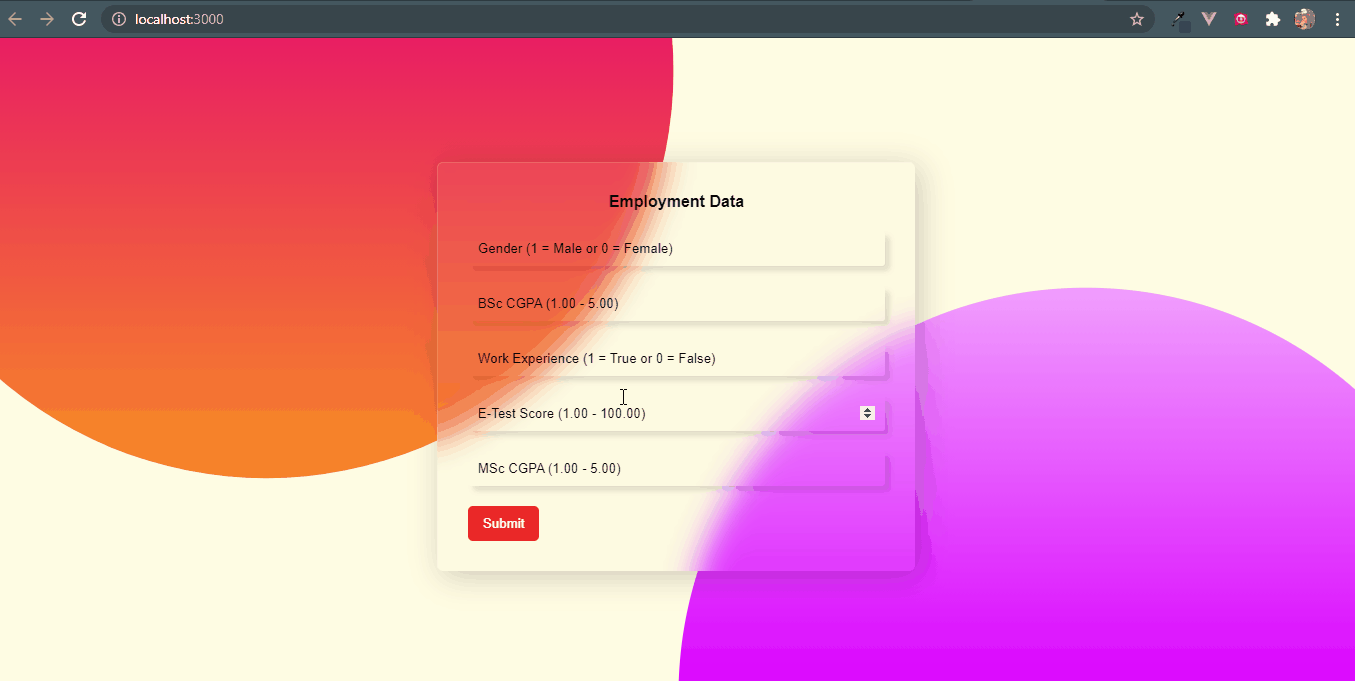 localhost:3000
Employment Data
Gender (1 = Male or 0 = Female)
BSc CGPA (1.00 - 5.00)
Work Experience (1 = True or 0 = False)
E-Test Score (1.00 - 100.00)
MSc CGPA (1.00 - 5.00)
Submit